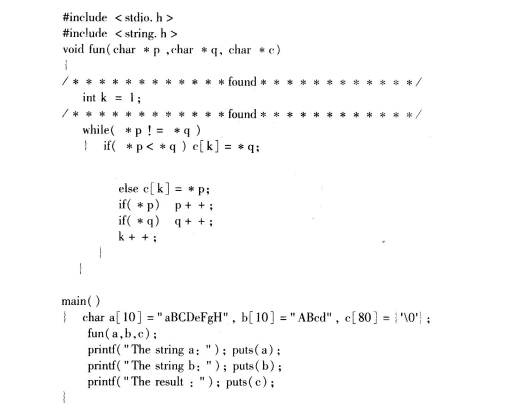 #include <stdio.h>
#include <string.h>
void fun(char *p ,char *q, char *c)
{
/* * * * * * * * * * * * found * * * * * * * * * * * */
int k = 1;
/* * * * * * * * * * * * found * * * * * * * * * * * */
while( *p != *q )
{ if( *p< *q ) c[k] = *q;
else c[k] = *p;
if( *p) p++;
if( *q) q++;
k++;
}
}
main( )
{ char a[10] = "aBCDeFgH", b[10] = "ABcd", c[80] = {'\0'};
fun(a,b,c);
printf("The string a: "); puts(a);
printf("The string b: "); puts(b);
printf("The result : "); puts(c);
}